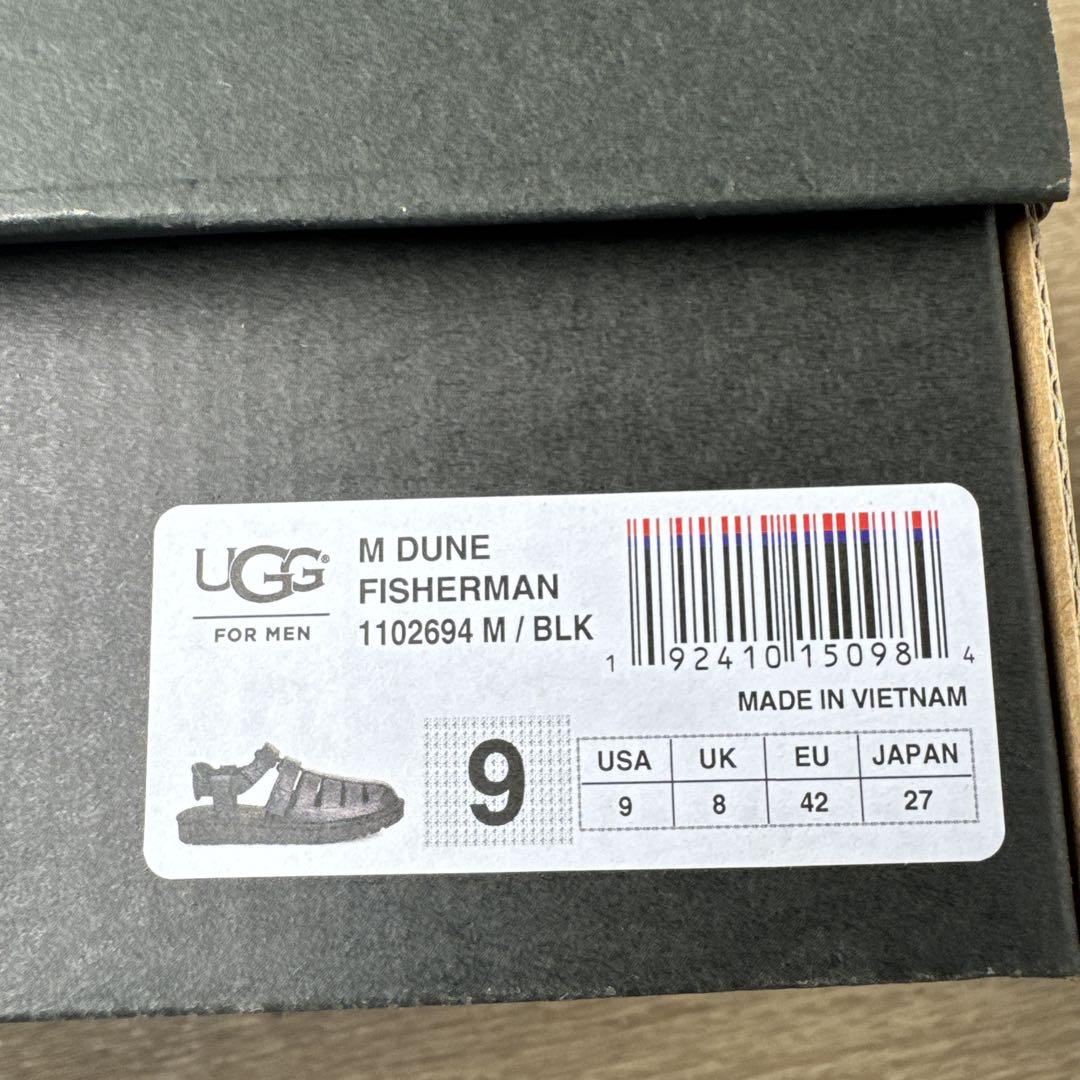 UGG®
FOR MEN
M DUNE
FISHERMAN
1102694 M / BLK
1 92410 15098 4
MADE IN VIETNAM
9
USA UK EU JAPAN
9 8 42 27